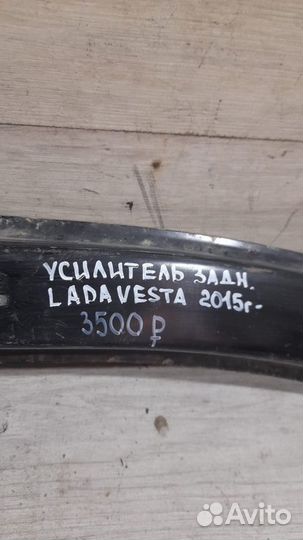 УСИЛИТЕЛЬ ЗАДН.
LADA VESTA 2015г-
3500 ₽
Avito